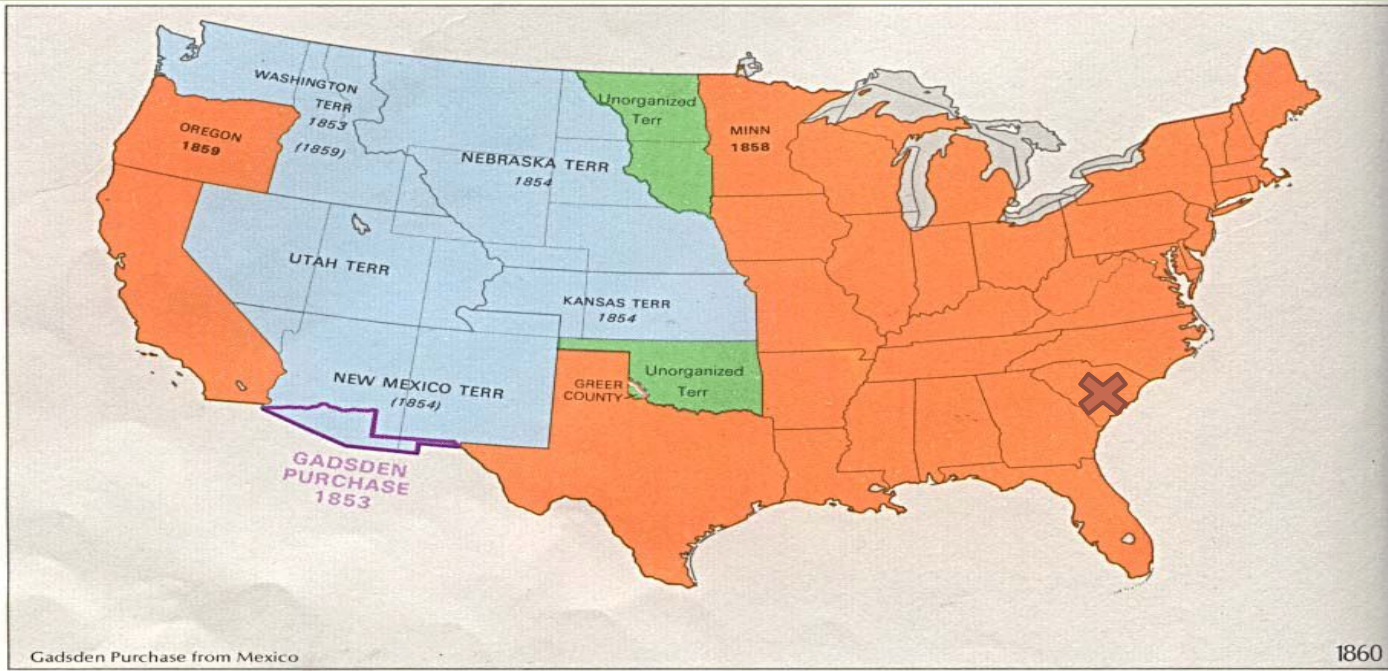 WASHINGTON
TERR
1853
(1859)
OREGON
1859
NEBRASKA TERR
1854
Unorganized
Terr
MINN
1858
UTAH TERR
KANSAS TERR
1854
NEW MEXICO TERR
(1854)
GREER
COUNTY
Unorganized
Terr
GADSDEN
PURCHASE
1853
Gadsden Purchase from Mexico
1860